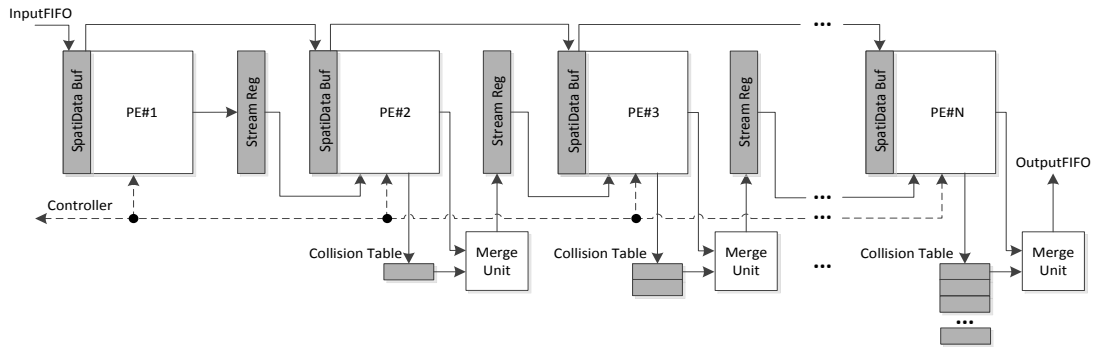 InputFIFO
...
SpatiData Buf
PE#1
Stream Reg
SpatiData Buf
PE#2
Stream Reg
SpatiData Buf
PE#3
Stream Reg
SpatiData Buf
PE#N
OutputFIFO
...
Controller
...
Collision Table
Merge
Unit
Collision Table
Merge
Unit
...
Collision Table
Merge
Unit
...